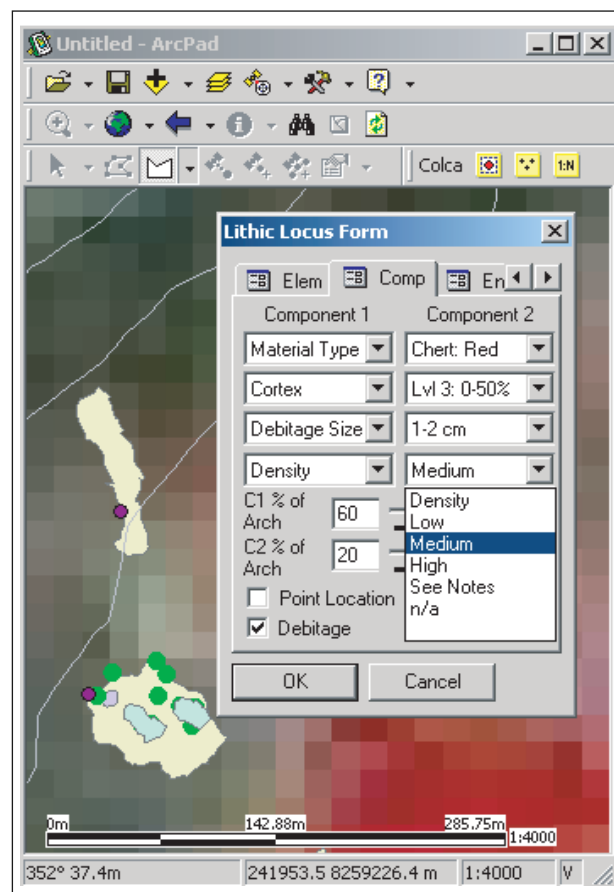 Untitled - ArcPad
Colca 1:N
Lithic Locus Form
Elem Comp En
Component 1 Component 2
Material Type Chert: Red
Cortex Lvl 3: 0-50%
Debitage Size 1-2 cm
Density Medium
C1 % of
Arch 60
C2 % of
Arch 20
Density
Low
Medium
High
See Notes
n/a
Point Location
Debitage
OK Cancel
0m 142.88m 285.75m
1:4000
352° 37.4m 241953.5 8259226.4 m 1:4000 V